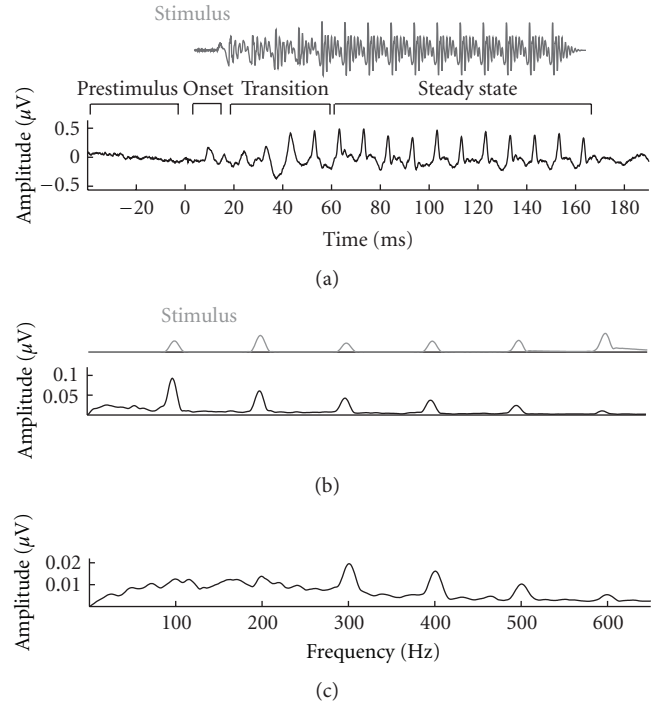 Stimulus
Prestimulus Onset Transition Steady state
Amplitude (μV)
0.5
0
−0.5
−20 0 20 40 60 80 100 120 140 160 180
Time (ms)
(a)
Stimulus
Amplitude (μV)
0.1
0.05
(b)
Amplitude (μV)
0.02
0.01
100 200 300 400 500 600
Frequency (Hz)
(c)